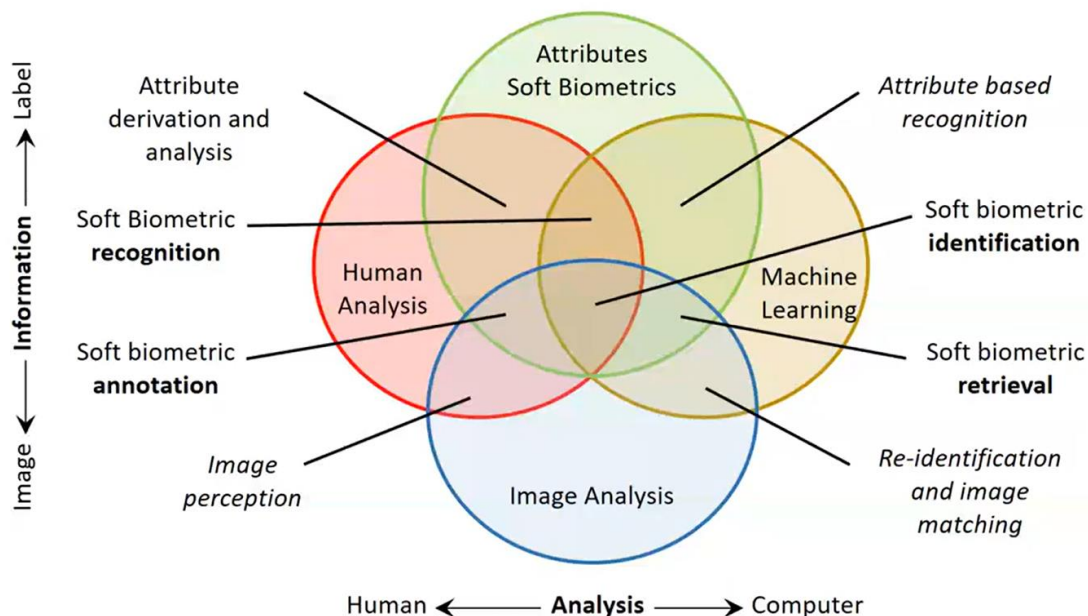 Attributes
Soft Biometrics
Attribute
derivation and
analysis
Attribute based
recognition
Soft Biometric
recognition
Soft biometric
identification
Human
Analysis
Machine
Learning
Soft biometric
annotation
Soft biometric
retrieval
Image
perception
Image Analysis
Re-identification
and image
matching
Label
Information
Image
Human
Analysis
Computer